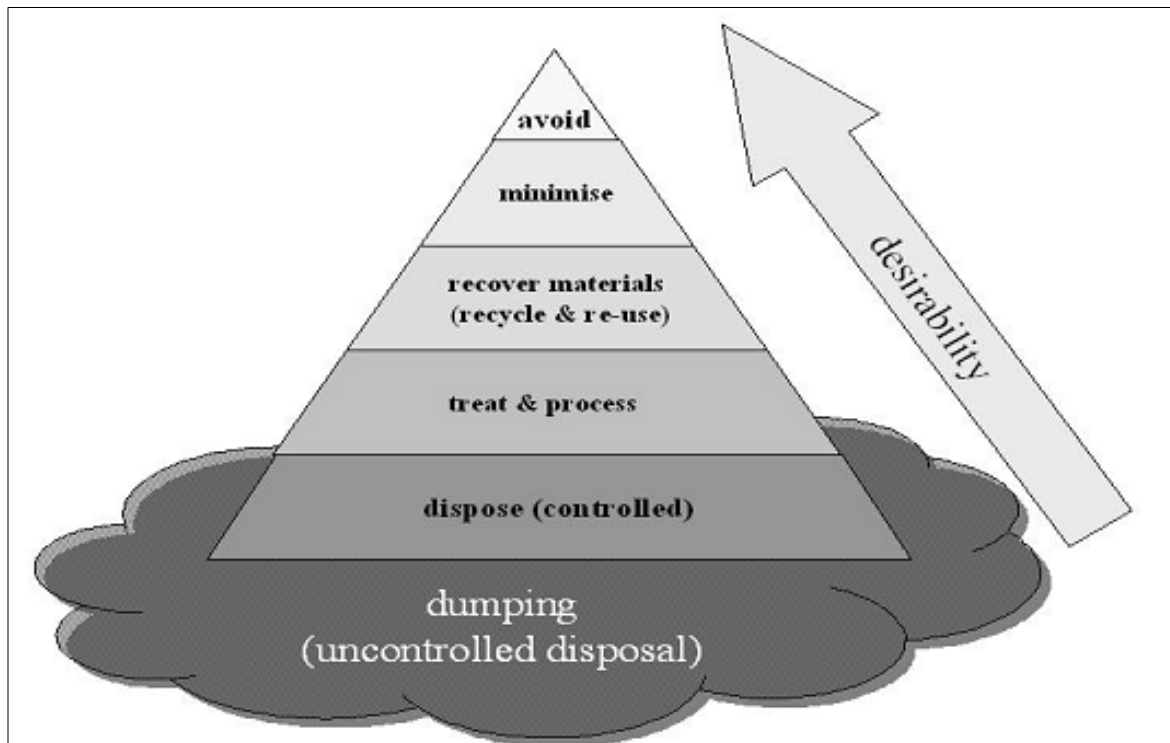 avoid
minimise
recover materials
(recycle & re-use)
treat & process
dispose (controlled)
dumping
(uncontrolled disposal)
desirability